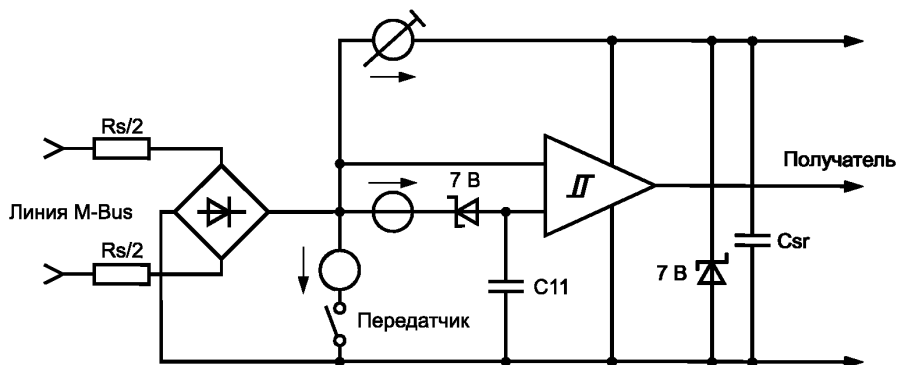 Rs/2
Линия M-Bus
Rs/2
7 В
Получатель
C11
7 В
Csr
Передатчик